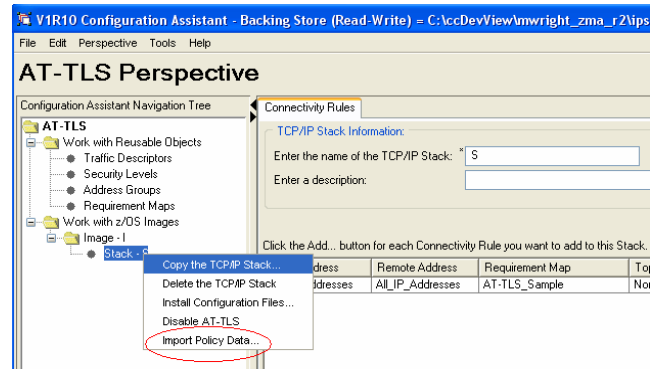 V1R10 Configuration Assistant - Backing Store (Read-Write) = C:\ccDevView\mwright_zma_r2\ips
File Edit Perspective Tools Help
AT-TLS Perspective
Configuration Assistant Navigation Tree
AT-TLS
Work with Reusable Objects
Traffic Descriptors
Security Levels
Address Groups
Requirement Maps
Work with z/OS Images
Image - I
Stack - S
Copy the TCP/IP Stack...
Delete the TCP/IP Stack
Install Configuration Files...
Disable AT-TLS
Import Policy Data...
Connectivity Rules
TCP/IP Stack Information:
Enter the name of the TCP/IP Stack: * S
Enter a description:
Click the Add... button for each Connectivity Rule you want to add to this Stack.
dress Remote Address Requirement Map Top
ddresses All_IP_Addresses AT-TLS_Sample Non